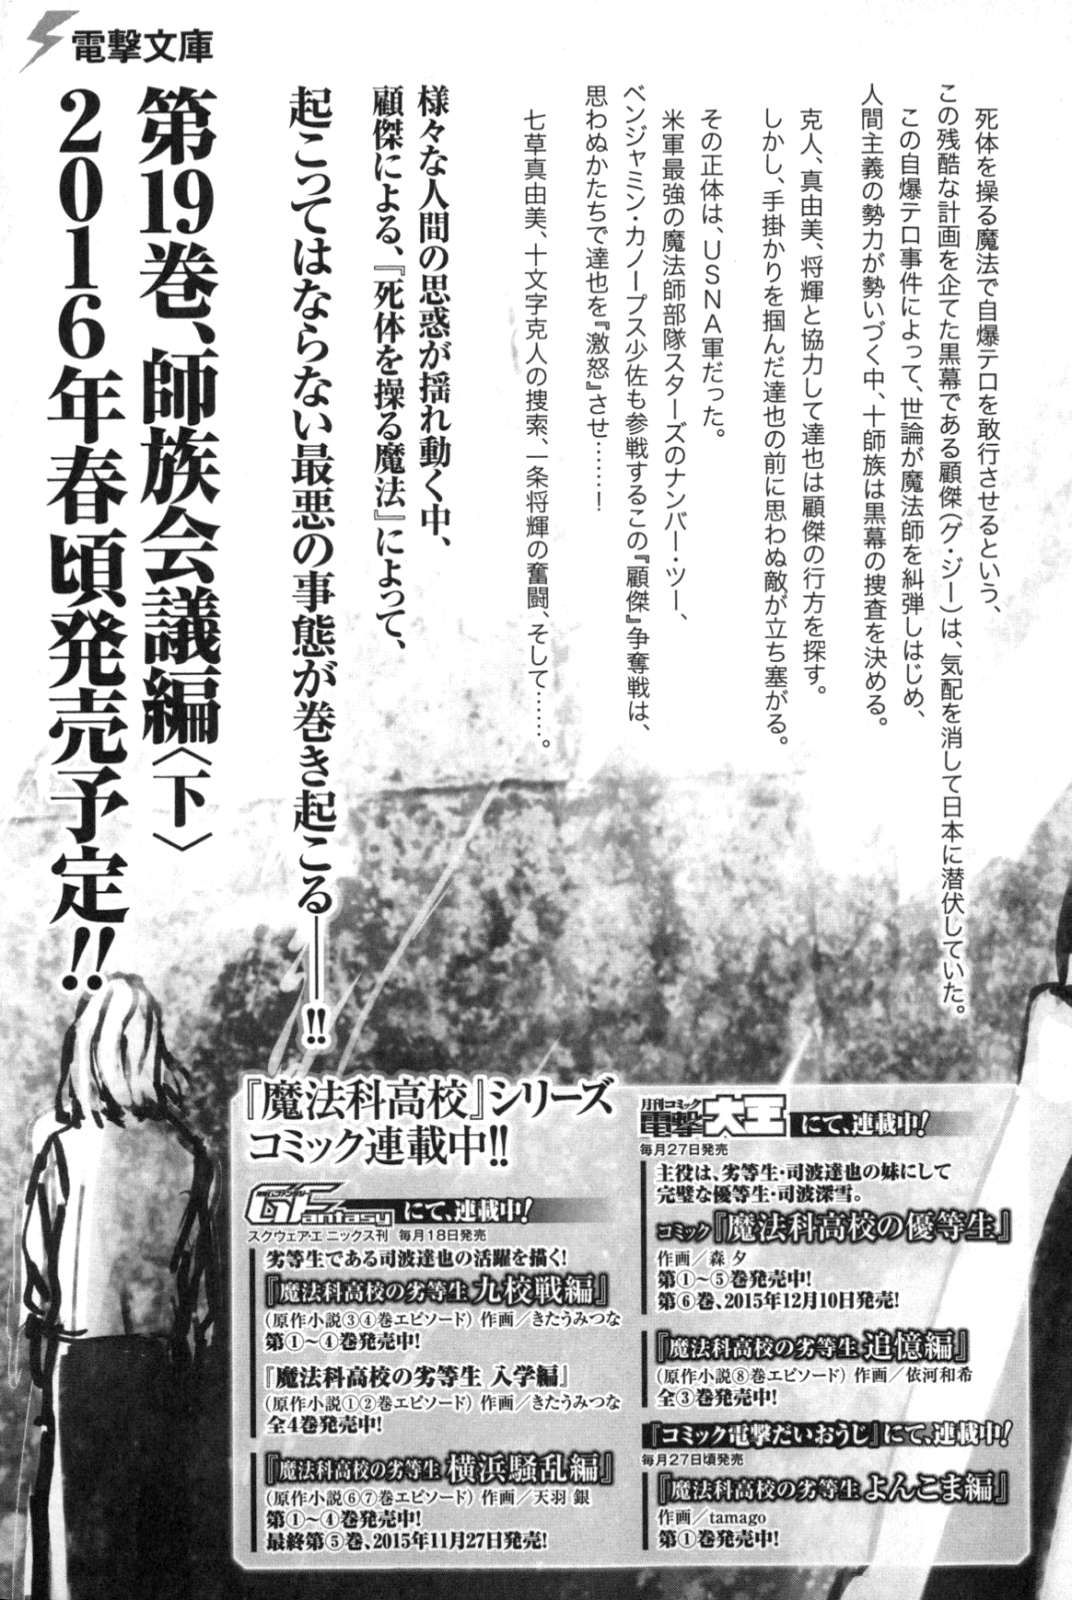 電撃文庫
死体を操る魔法で自爆テロを敢行させるという、
この残酷な計画を企てた黒幕である顧傑(グ・ジー)は、気配を消して日本に潜伏していた。
この自爆テロ事件によって、世論が魔法師を糾弾しはじめ、
人間主義の勢力が勢いづく中、十師族は黒幕の捜査を決める。
克人、真由美、将輝と協力して達也は顧傑の行方を探す。
しかし、手掛かりを掴んだ達也の前に思わぬ敵が立ち塞がる。
その正体は、USNA軍だった。
米軍最強の魔法師部隊スターズのナンバー・ツー、
ベンジャミン・カノープス少佐も参戦するこの『顧傑』争奪戦は、
思わぬかたちで達也を『激怒』させ……！
七草真由美、十文字克人の捜索、一条将輝の奮闘、そして……。
様々な人間の思惑が揺れ動く中、
顧傑による、『死体を操る魔法』によって、
起こってはならない最悪の事態が巻き起こる――!!
第19巻、師族会議編〈下〉
2016年春頃発売予定!!
『魔法科高校』シリーズ
コミック連載中!!
月刊Gファンタジー
GFantasy にて、連載中!
スクウェアエニックス刊 毎月18日発売
劣等生である司波達也の活躍を描く!
『魔法科高校の劣等生 九校戦編』
(原作小説③④巻エピソード) 作画／きたうみつな
第①～④巻発売中!
『魔法科高校の劣等生 入学編』
(原作小説①②巻エピソード) 作画／きたうみつな
全4巻発売中!
『魔法科高校の劣等生 横浜騒乱編』
(原作小説⑥⑦巻エピソード) 作画／天羽 銀
第①～④巻発売中!
最終第⑤巻、2015年11月27日発売!
月刊コミック
電撃大王 にて、連載中!
毎月27日発売
主役は、劣等生・司波達也の妹にして
完璧な優等生・司波深雪。
コミック『魔法科高校の優等生』
作画／森 夕
第①～⑤巻発売中!
第⑥巻、2015年12月10日発売!
『魔法科高校の劣等生 追憶編』
(原作小説⑧巻エピソード) 作画／依河和希
全③巻発売中!
『コミック電撃だいおうじ』にて、連載中!
毎月27日頃発売
『魔法科高校の劣等生 よんこま編』
作画／tamago
第①巻発売中!